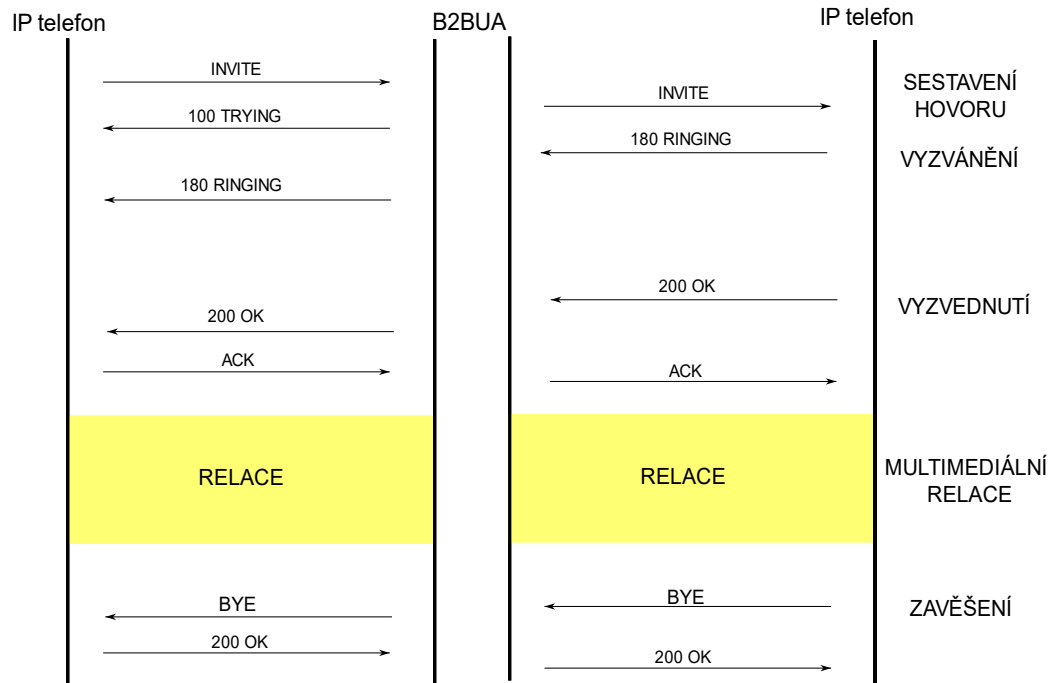 IP telefon
B2BUA
IP telefon
INVITE
INVITE
SESTAVENÍ
HOVORU
100 TRYING
180 RINGING
VYZVÁNĚNÍ
180 RINGING
200 OK
VYZVEDNUTÍ
200 OK
ACK
ACK
RELACE
RELACE
MULTIMEDIÁLNÍ
RELACE
BYE
BYE
ZAVĚŠENÍ
200 OK
200 OK